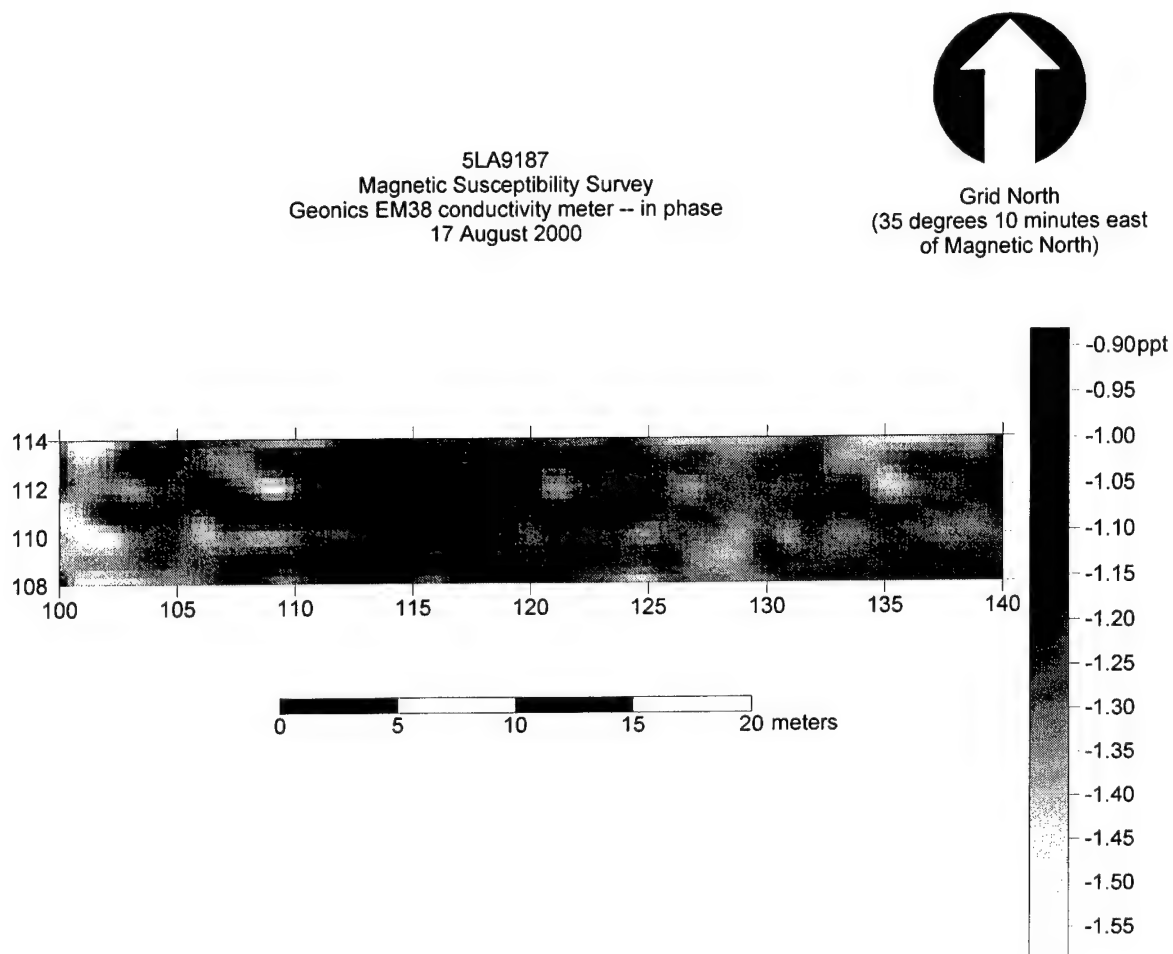 5LA9187
Magnetic Susceptibility Survey
Geonics EM38 conductivity meter -- in phase
17 August 2000
Grid North
(35 degrees 10 minutes east
of Magnetic North)
-0.90ppt
-0.95
-1.00
-1.05
-1.10
-1.15
-1.20
-1.25
-1.30
-1.35
-1.40
-1.45
-1.50
-1.55
114
112
110
108
100 105 110 115 120 125 130 135 140
0 5 10 15 20 meters